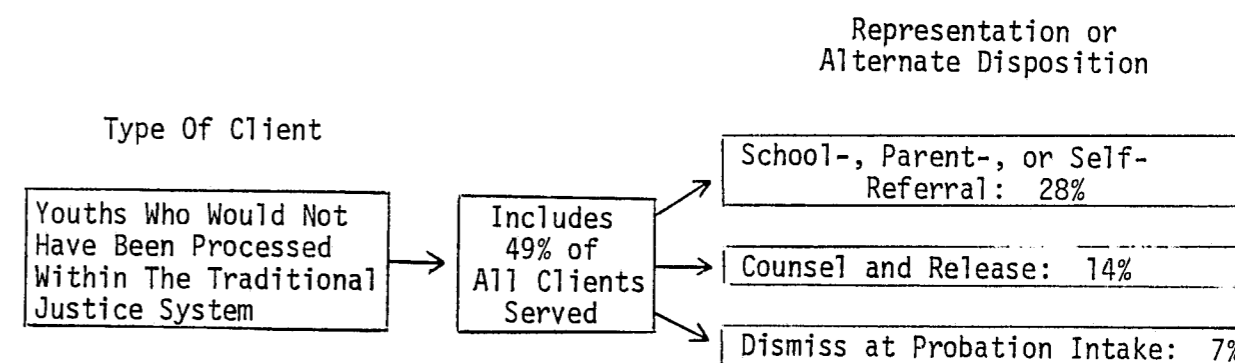 Representation or
Alternate Disposition
Type Of Client
School-, Parent-, or Self-
Referral: 28%
Youths Who Would Not
Have Been Processed
Within The Traditional
Justice System
Includes
49% of
All Clients
Served
Counsel and Release: 14%
Dismiss at Probation Intake: 7%